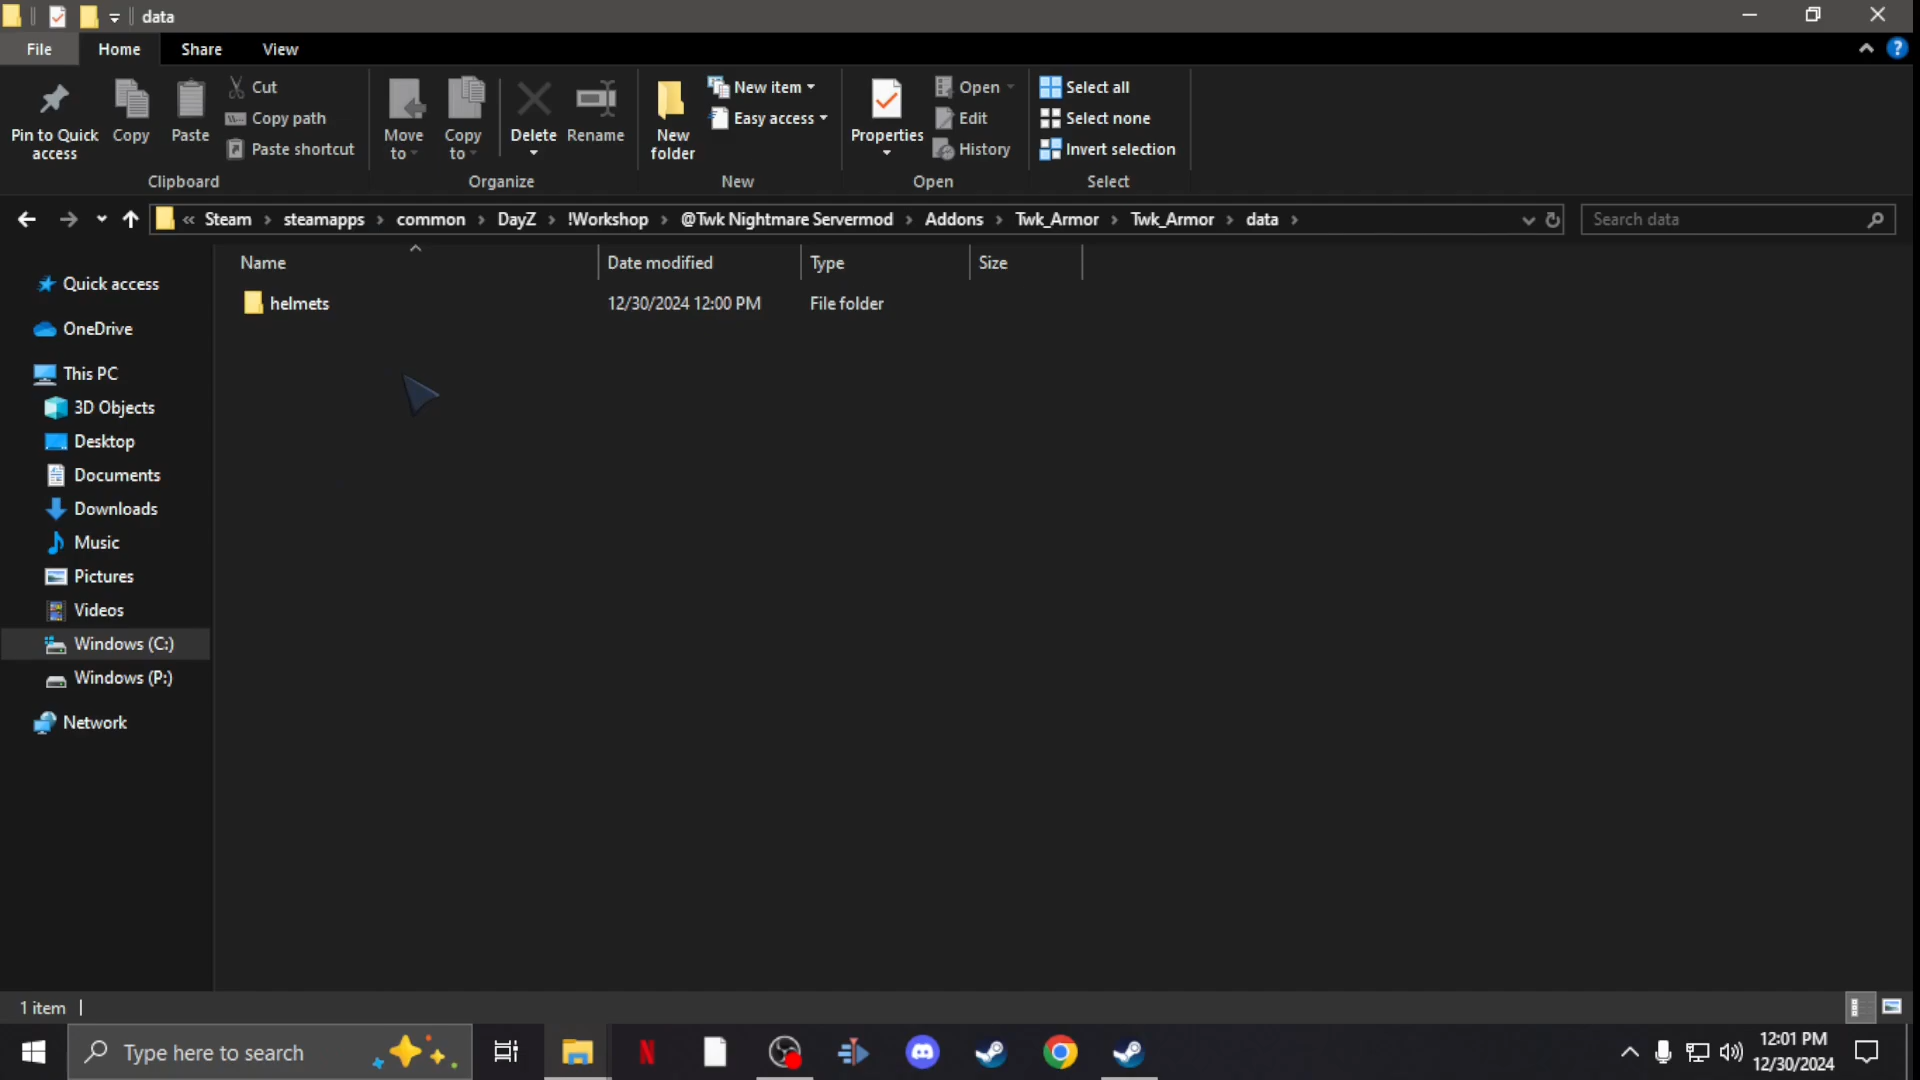 data
File Home Share View
Pin to Quick access
Copy
Paste
Cut
Copy path
Paste shortcut
Clipboard
Move to
Copy to
Delete
Rename
Organize
New folder
New item
Easy access
New
Properties
Open
Edit
History
Open
Select all
Select none
Invert selection
Select
« Steam › steamapps › common › DayZ › !Workshop › @Twk Nightmare Servermod › Addons › Twk_Armor › Twk_Armor › data ›
Search data
Name Date modified Type Size
helmets 12/30/2024 12:00 PM File folder
Quick access
OneDrive
This PC
3D Objects
Desktop
Documents
Downloads
Music
Pictures
Videos
Windows (C:)
Windows (P:)
Network
1 item
Type here to search
N
12:01 PM
12/30/2024